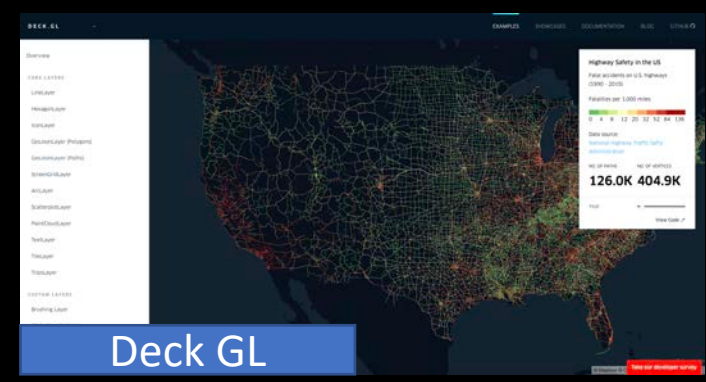 DECK.GL
EXAMPLES SHOWCASES DOCUMENTATION BLOG GITHUB
Overview
CORE LAYERS
LineLayer
HexagonLayer
IconLayer
GeoJsonLayer (Polygons)
GeoJsonLayer (Paths)
ScreenGridLayer
ArcLayer
ScatterplotLayer
PointCloudLayer
TextLayer
TileLayer
TripsLayer
CUSTOM LAYERS
Brushing Layer
Highway Safety in the US
Fatal accidents on U.S. highways
(1990 - 2015)
Fatalities per 1,000 miles
0 4 8 12 20 32 52 84 136
Data source:
National Highway Traffic Safty
Administration
NO. OF PATHS NO. OF VERTICES
126.0K 404.9K
Year
View Code ↗
Deck GL
© Mapbox
Take our developer survey